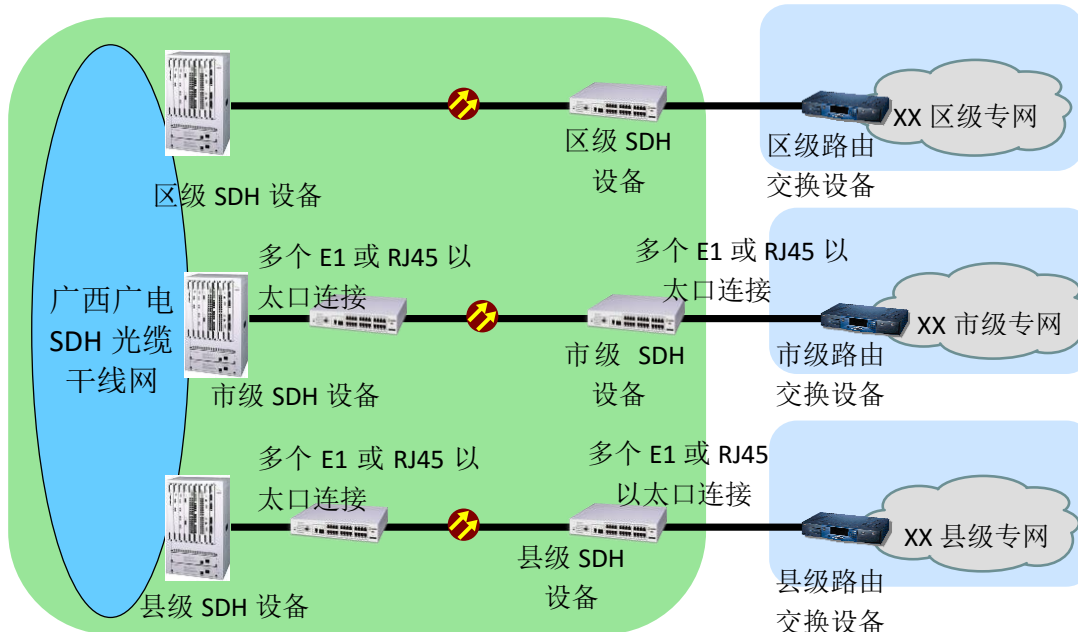 区级 SDH 设备
区级 SDH
设备
区级路由
交换设备
XX 区级专网
广西广电
SDH 光缆
干线网
多个 E1 或 RJ45 以
太口连接
市级 SDH 设备
多个 E1 或 RJ45 以
太口连接
市级 SDH
设备
市级路由
交换设备
XX 市级专网
多个 E1 或 RJ45 以
太口连接
县级 SDH 设备
多个 E1 或 RJ45
以太口连接
县级 SDH
设备
县级路由
交换设备
XX 县级专网